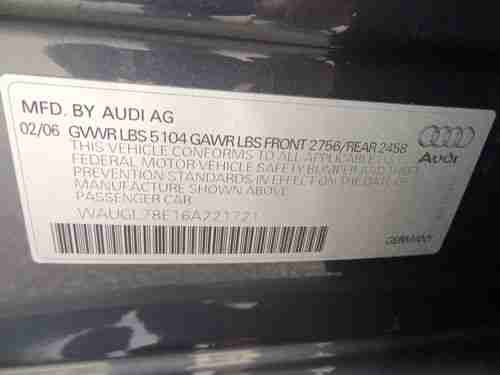 MFD. BY AUDI AG
02/06 GVWR LBS 5104 GAWR LBS FRONT 2756/REAR 2458
THIS VEHICLE CONFORMS TO ALL APPLICABLE U.S.
FEDERAL MOTOR VEHICLE SAFETY BUMPER AND THEFT
PREVENTION STANDARDS IN EFFECT ON THE DATE OF
MANUFACTURE SHOWN ABOVE
PASSENGER CAR
WAUGL78E16A221721
Audi
GERMANY